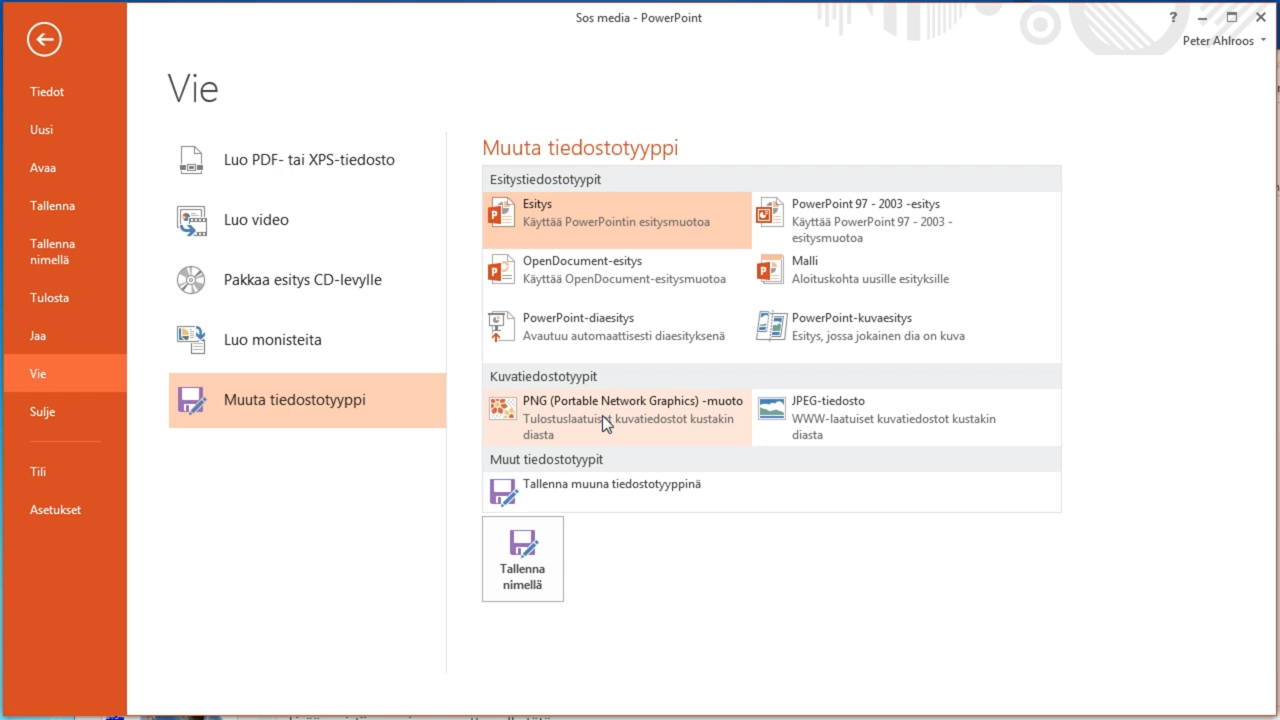 Sos media - PowerPoint
?
Peter Ahlroos
Tiedot
Uusi
Avaa
Tallenna
Tallenna
nimellä
Tulosta
Jaa
Vie
Sulje
Tili
Asetukset
Vie
Luo PDF- tai XPS-tiedosto
Luo video
Pakkaa esitys CD-levylle
Luo monisteita
Muuta tiedostotyyppi
Muuta tiedostotyyppi
Esitystiedostotyypit
Esitys
Käyttää PowerPointin esitysmuotoa
PowerPoint 97 - 2003 -esitys
Käyttää PowerPoint 97 - 2003 -
esitysmuotoa
OpenDocument-esitys
Käyttää OpenDocument-esitysmuotoa
Malli
Aloituskohta uusille esityksille
PowerPoint-diaesitys
Avautuu automaattisesti diaesityksenä
PowerPoint-kuvaesitys
Esitys, jossa jokainen dia on kuva
Kuvatiedostotyypit
PNG (Portable Network Graphics) -muoto
Tulostuslaatuiset kuvatiedostot kustakin
diasta
JPEG-tiedosto
WWW-laatuiset kuvatiedostot kustakin
diasta
Muut tiedostotyypit
Tallenna muuna tiedostotyyppinä
Tallenna
nimellä